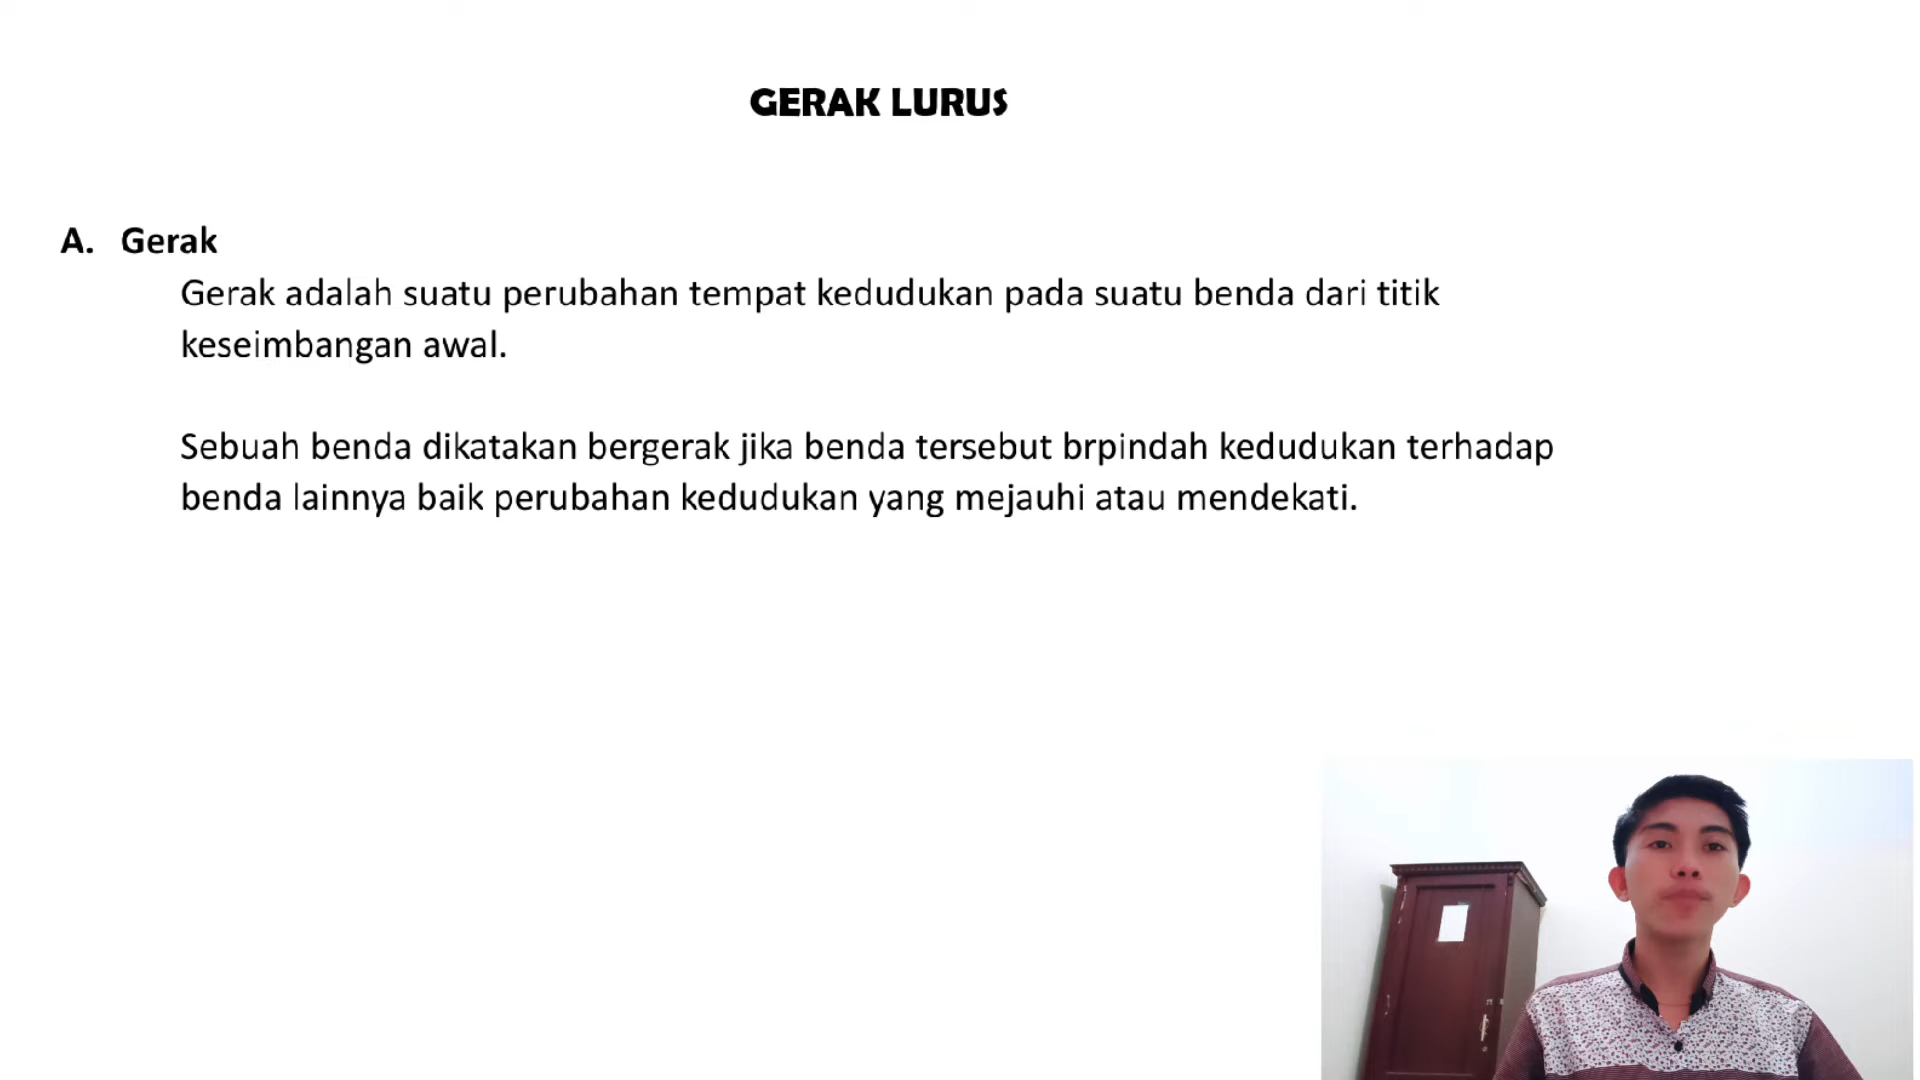 GERAK LURUS
A. Gerak
Gerak adalah suatu perubahan tempat kedudukan pada suatu benda dari titik
keseimbangan awal.
Sebuah benda dikatakan bergerak jika benda tersebut brpindah kedudukan terhadap
benda lainnya baik perubahan kedudukan yang mejauhi atau mendekati.